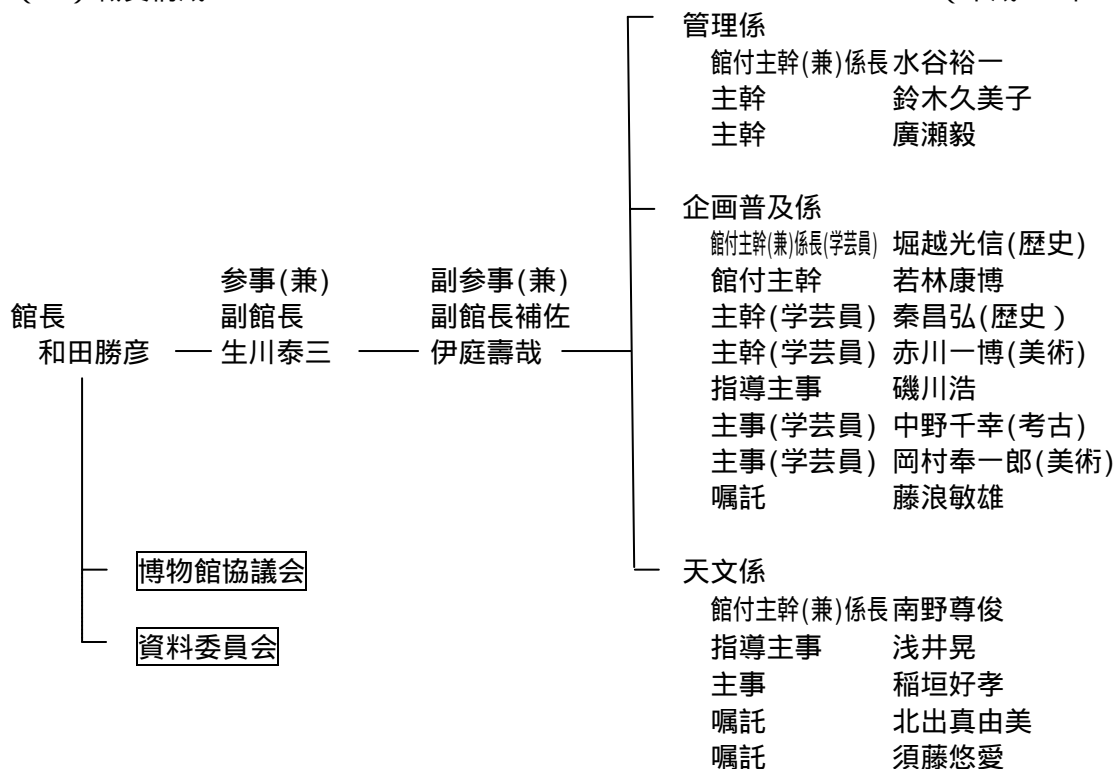 館長
和田勝彦
参事(兼)
副館長
生川泰三
副参事(兼)
副館長補佐
伊庭壽哉
博物館協議会
資料委員会
管理係
館付主幹(兼)係長 水谷裕一
主幹 鈴木久美子
主幹 廣瀬毅
企画普及係
館付主幹(兼)係長(学芸員) 堀越光信(歴史)
館付主幹 若林康博
主幹(学芸員) 秦昌弘(歴史)
主幹(学芸員) 赤川一博(美術)
指導主事 磯川浩
主事(学芸員) 中野千幸(考古)
主事(学芸員) 岡村奉一郎(美術)
嘱託 藤浪敏雄
天文係
館付主幹(兼)係長 南野尊俊
指導主事 浅井晃
主事 稲垣好孝
嘱託 北出真由美
嘱託 須藤悠愛